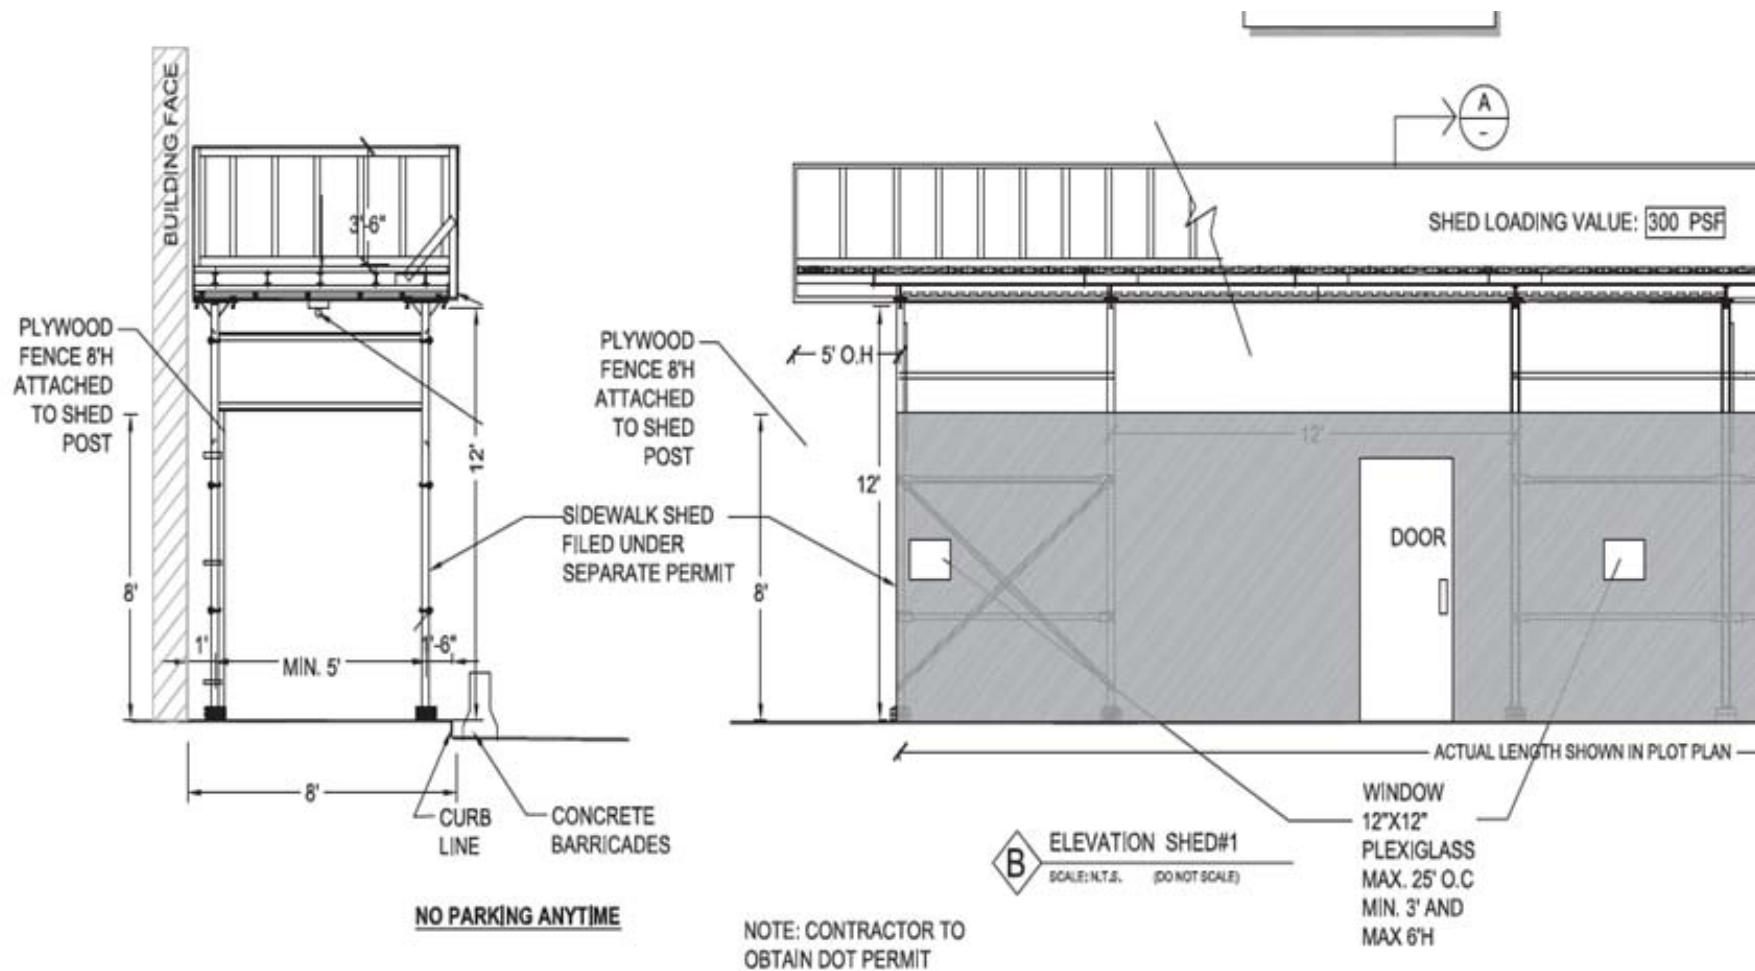 BUILDING FACE
3'-6"
PLYWOOD
FENCE 8'H
ATTACHED
TO SHED
POST
8'
1'
MIN. 5'
1'-6"
12'
8'
CURB
LINE
CONCRETE
BARRICADES
NO PARKING ANYTIME
SIDEWALK SHED
FILED UNDER
SEPARATE PERMIT
PLYWOOD
FENCE 8'H
ATTACHED
TO SHED
POST
A
-
SHED LOADING VALUE: 300 PSF
5' O.H
12'
8'
12'
DOOR
ACTUAL LENGTH SHOWN IN PLOT PLAN
WINDOW
12"X12"
PLEXIGLASS
MAX. 25' O.C
MIN. 3' AND
MAX 6'H
B
ELEVATION SHED#1
SCALE: N.T.S. (DO NOT SCALE)
NOTE: CONTRACTOR TO
OBTAIN DOT PERMIT